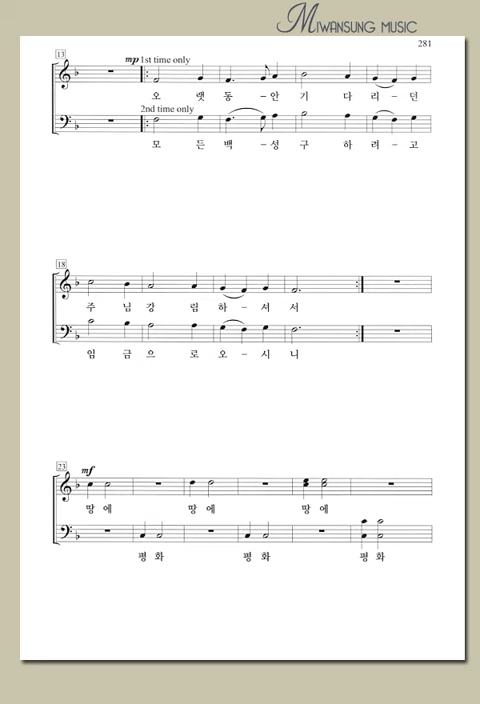 MIWANSUNG MUSIC
281
13
mp 1st time only
오 랫 동 - 안 기 다 리 - 던
2nd time only
모 든 백 - 성 구 하 려 - 고
18
주 님 강 림 하 - 셔 서
임 금 으 로 오 - 시 니
23
mf
땅 에 땅 에 땅 에
평 화 평 화 평 화